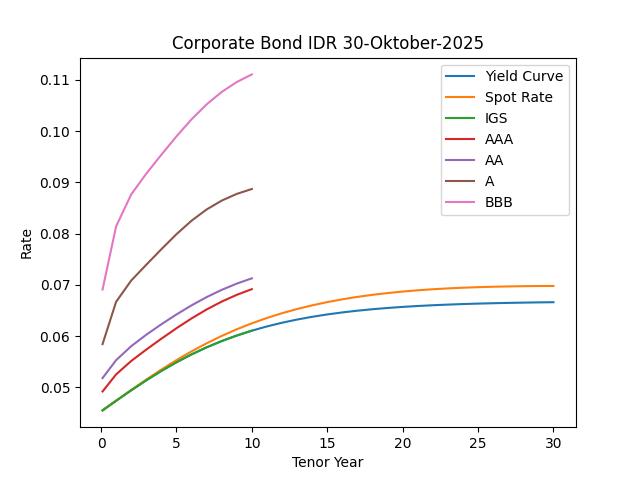 Corporate Bond IDR 30-Oktober-2025
Rate
0.11
0.10
0.09
0.08
0.07
0.06
0.05
Yield Curve
Spot Rate
IGS
AAA
AA
A
BBB
0 5 10 15 20 25 30
Tenor Year